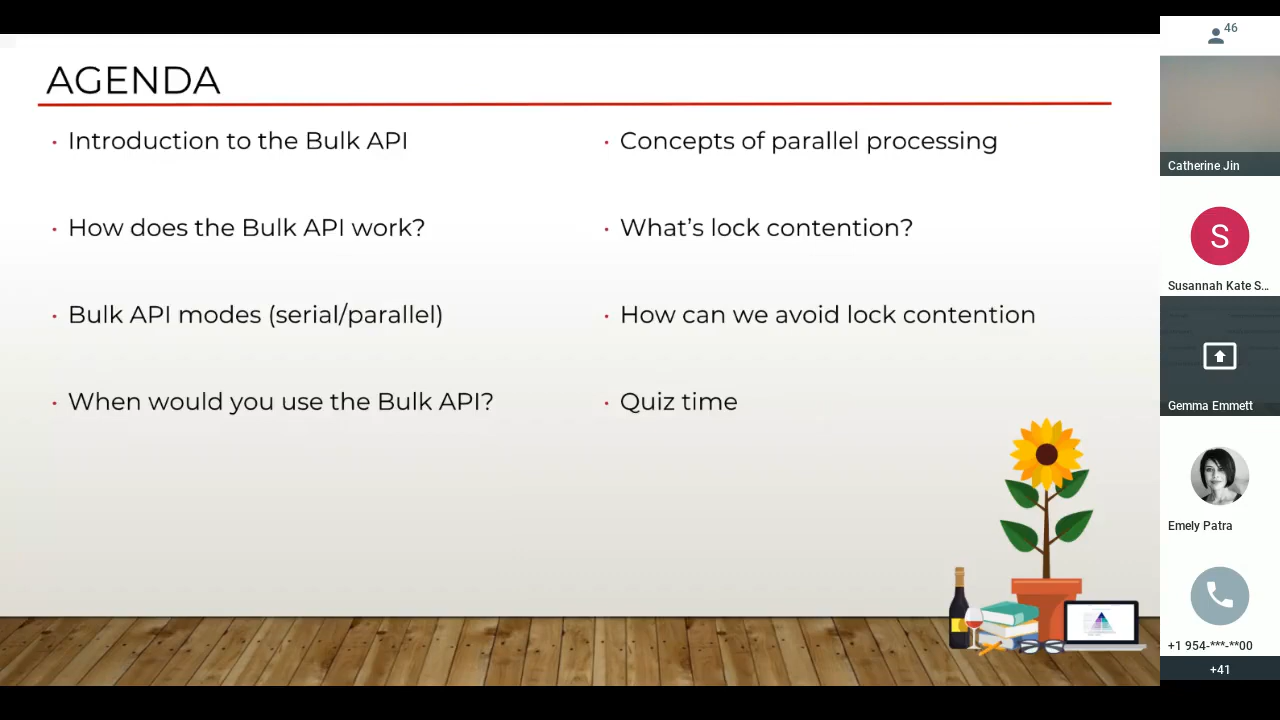 AGENDA
• Introduction to the Bulk API
• How does the Bulk API work?
• Bulk API modes (serial/parallel)
• When would you use the Bulk API?
• Concepts of parallel processing
• What’s lock contention?
• How can we avoid lock contention
• Quiz time
46
Catherine Jin
S
Susannah Kate S...
Gemma Emmett
Emely Patra
+1 954-***-**00
+41